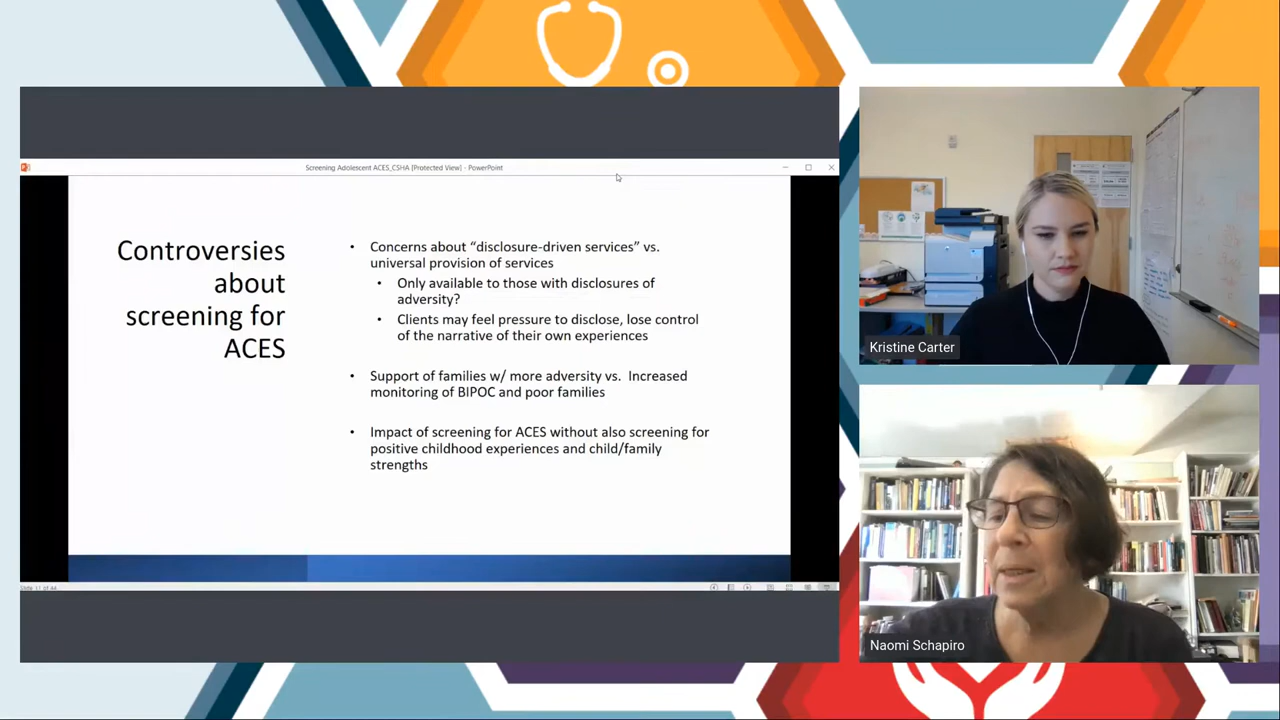 Screening Adolescent ACES_CSHA [Protected View] - PowerPoint
Controversies
about
screening for
ACES
• Concerns about “disclosure-driven services” vs.
universal provision of services
• Only available to those with disclosures of
adversity?
• Clients may feel pressure to disclose, lose control
of the narrative of their own experiences
• Support of families w/ more adversity vs. Increased
monitoring of BIPOC and poor families
• Impact of screening for ACES without also screening for
positive childhood experiences and child/family
strengths
Kristine Carter
Naomi Schapiro